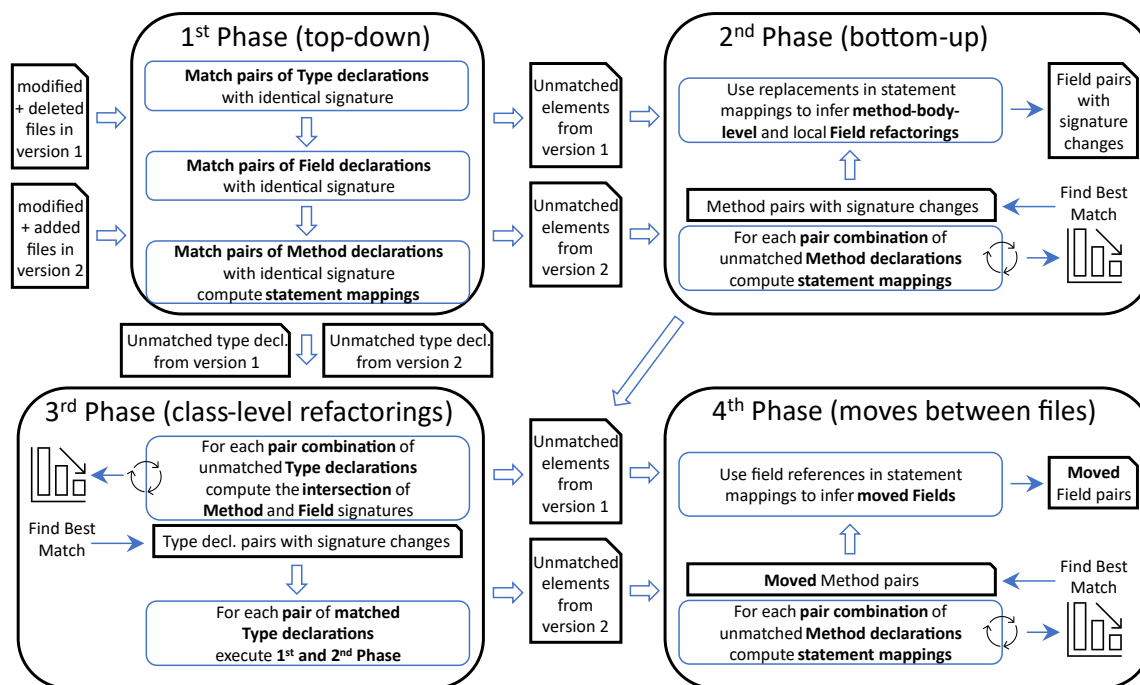 1st Phase (top-down)
modified
+ deleted
files in
version 1
modified
+ added
files in
version 2
Match pairs of Type declarations
with identical signature
Match pairs of Field declarations
with identical signature
Match pairs of Method declarations
with identical signature
compute statement mappings
Unmatched
elements
from
version 1
Unmatched
elements
from
version 2
2nd Phase (bottom-up)
Use replacements in statement
mappings to infer method-body-
level and local Field refactorings
Field pairs
with
signature
changes
Method pairs with signature changes
Find Best
Match
For each pair combination of
unmatched Method declarations
compute statement mappings
Unmatched type decl.
from version 1
Unmatched type decl.
from version 2
3rd Phase (class-level refactorings)
For each pair combination of
unmatched Type declarations
compute the intersection of
Method and Field signatures
Find Best
Match
Type decl. pairs with signature changes
For each pair of matched
Type declarations
execute 1st and 2nd Phase
Unmatched
elements
from
version 1
Unmatched
elements
from
version 2
4th Phase (moves between files)
Use field references in statement
mappings to infer moved Fields
Moved
Field pairs
Moved Method pairs
Find Best
Match
For each pair combination of
unmatched Method declarations
compute statement mappings